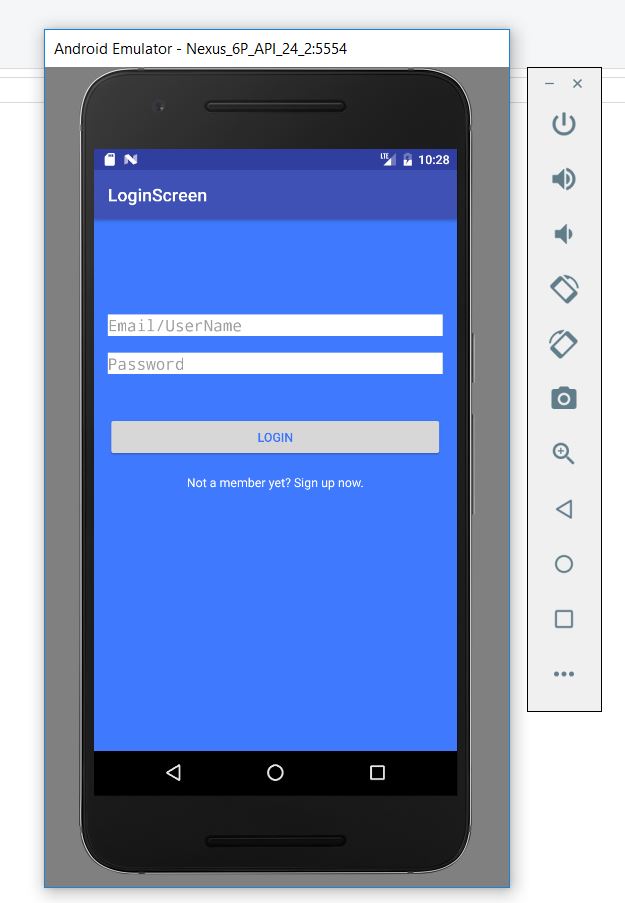 Android Emulator - Nexus_6P_API_24_2:5554
LTE 10:28
LoginScreen
Email/UserName
Password
LOGIN
Not a member yet? Sign up now.